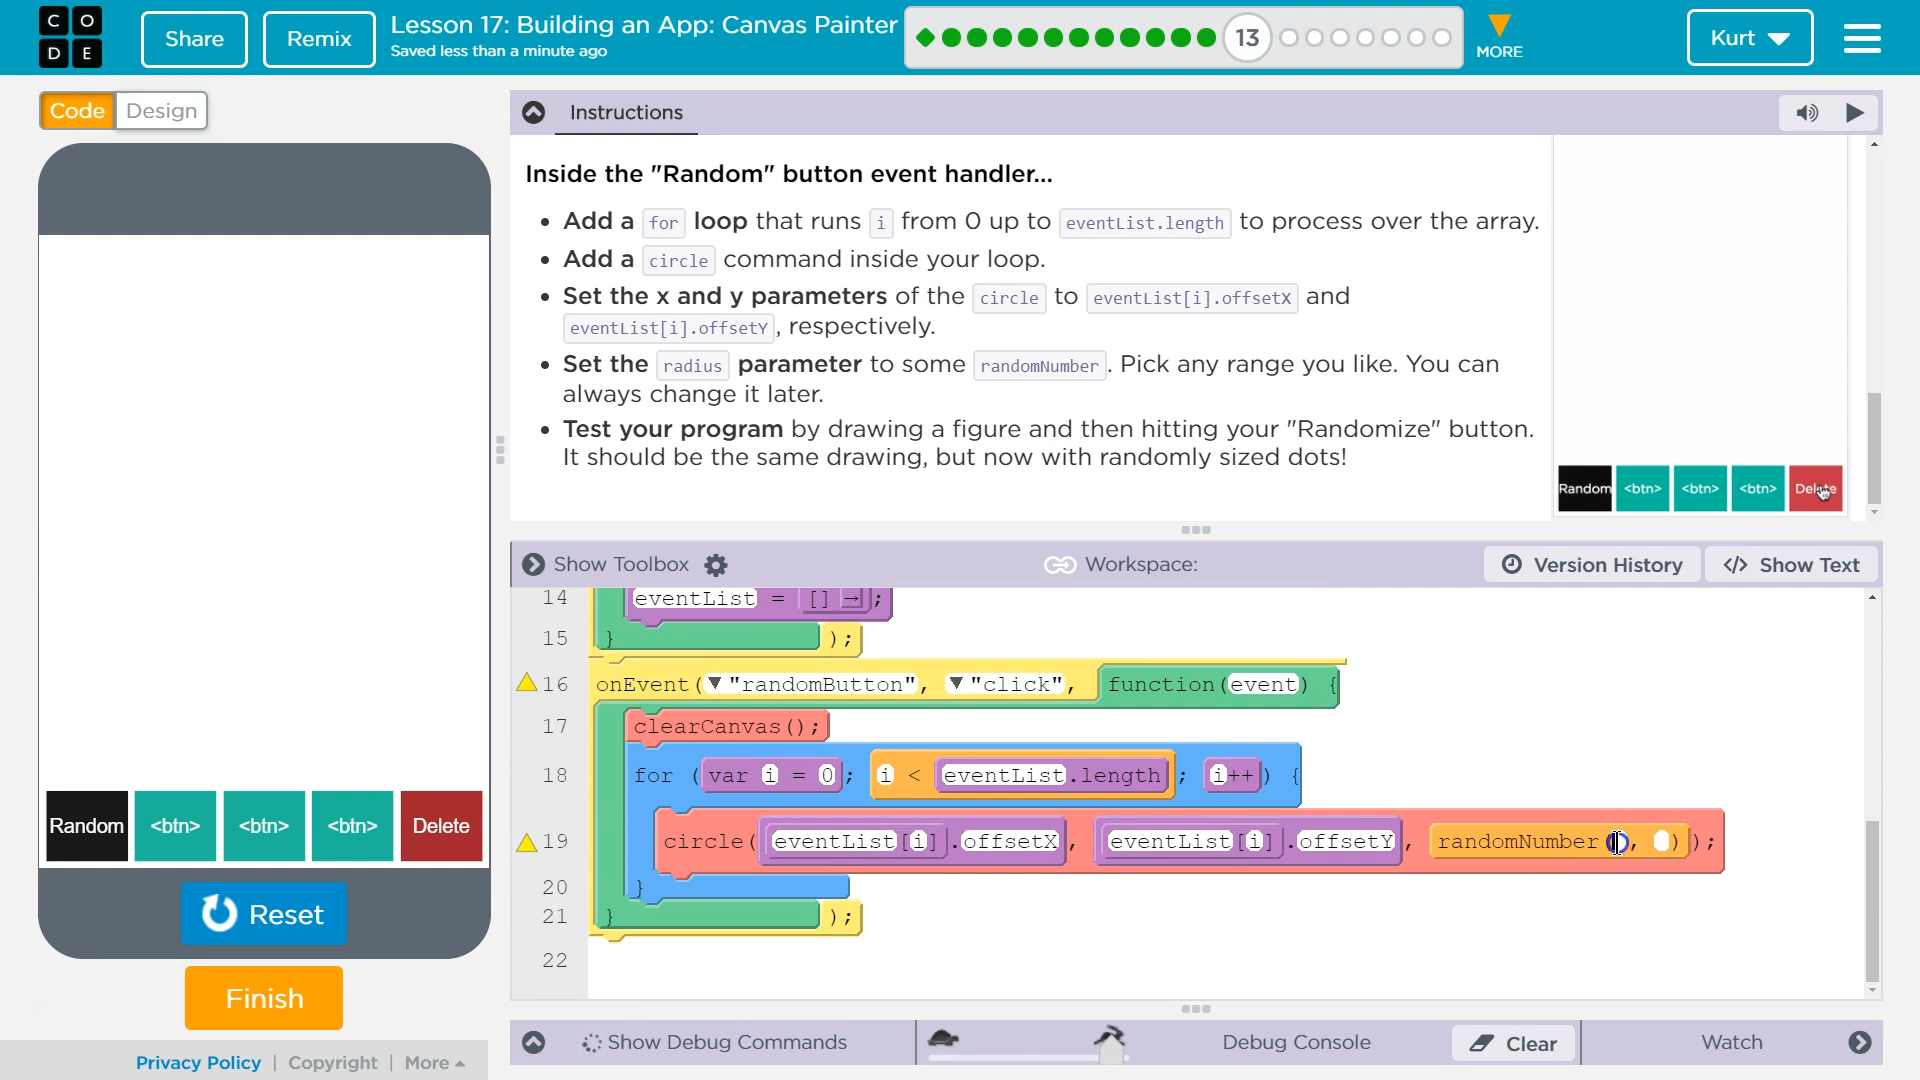 CODE
Share
Remix
Lesson 17: Building an App: Canvas Painter
Saved less than a minute ago
13
MORE
Kurt
Code
Design
Instructions
Inside the "Random" button event handler...
Add a for loop that runs i from 0 up to eventList.length to process over the array.
Add a circle command inside your loop.
Set the x and y parameters of the circle to eventList[i].offsetX and
eventList[i].offsetY, respectively.
Set the radius parameter to some randomNumber. Pick any range you like. You can
always change it later.
Test your program by drawing a figure and then hitting your "Randomize" button.
It should be the same drawing, but now with randomly sized dots!
Random <btn> <btn> <btn> Delete
Show Toolbox
Workspace:
Version History
</> Show Text
14 eventList = [] →;
15 } );
16 onEvent(▼"randomButton", ▼"click", function(event) {
17 clearCanvas();
18 for (var i = 0; i < eventList.length; i++) {
19 circle(eventList[i].offsetX, eventList[i].offsetY, randomNumber(, ));
20 }
21 } );
22
Random <btn> <btn> <btn> Delete
Reset
Finish
Privacy Policy | Copyright | More
Show Debug Commands
Debug Console
Clear
Watch